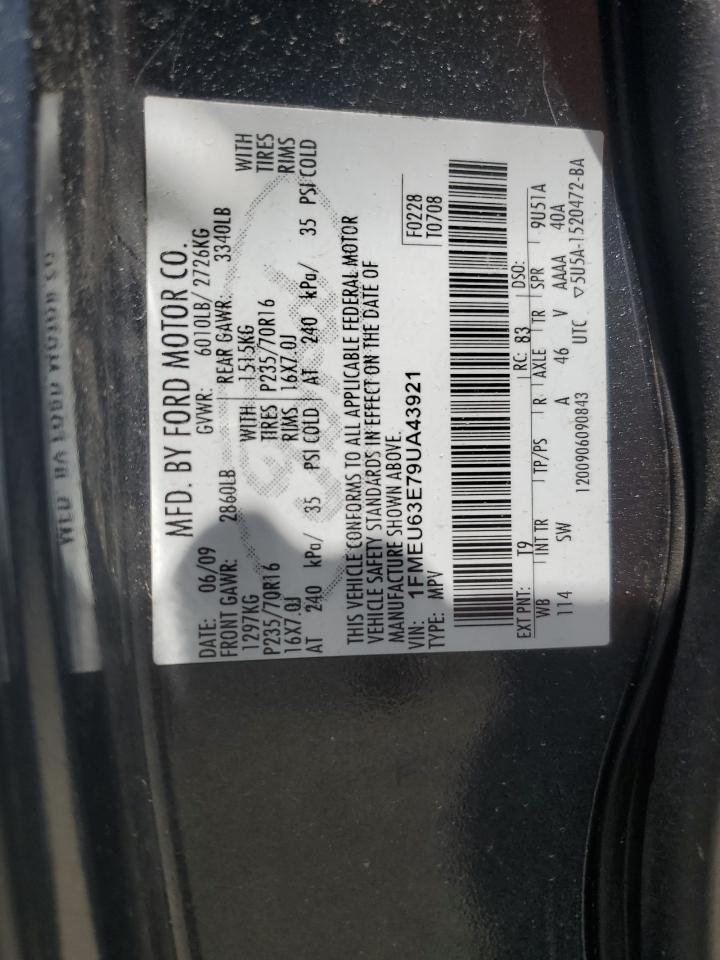 MFD. BY FORD MOTOR CO.
DATE: 06/09 GVWR: 6010LB/2726KG
FRONT GAWR: 2860LB REAR GAWR: 3340LB
1297KG WITH 1515KG WITH
P235/70R16 TIRES P235/70R16 TIRES
16X7.0J RIMS 16X7.0J RIMS
AT 240 kPa/ 35 PSI COLD AT 240 kPa/ 35 PSI COLD
THIS VEHICLE CONFORMS TO ALL APPLICABLE FEDERAL MOTOR
VEHICLE SAFETY STANDARDS IN EFFECT ON THE DATE OF
MANUFACTURE SHOWN ABOVE.
VIN: 1FMEU63E79UA43921
TYPE: MPV
F0228
T0708
EXT PNT: T9 RC: 83 DSO:
WB INT TR TP/PS R AXLE TR SPR 9U51A
114 SW A 46 V AAAA 40A
1200906090843 UTC ▽5U5A-1520472-BA